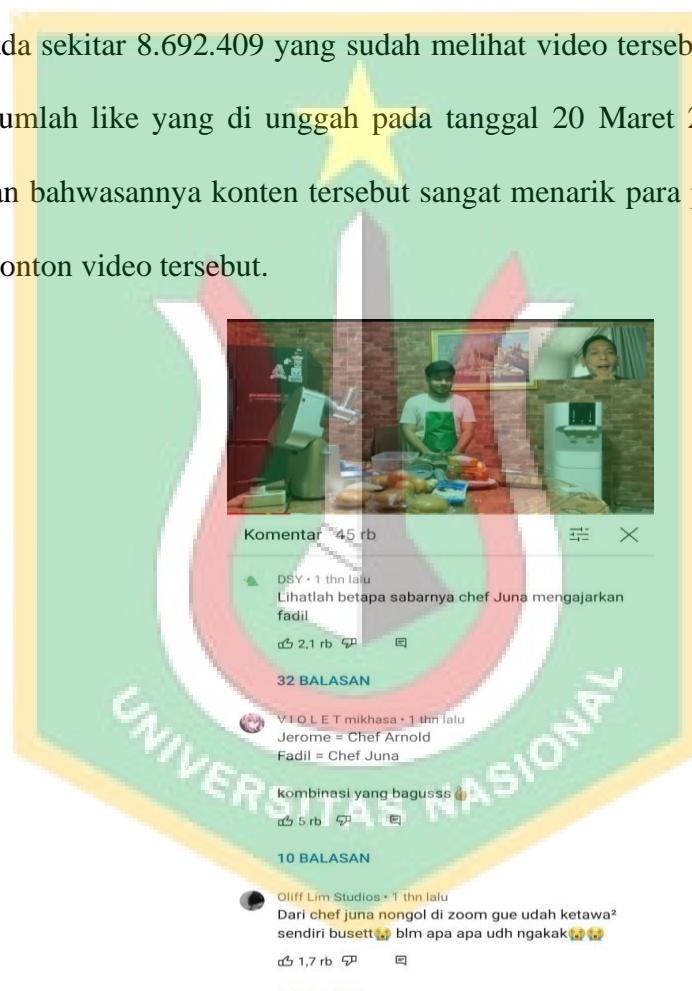 da sekitar 8.692.409 yang sudah melihat video terseb
umlah like yang di unggah pada tanggal 20 Maret 2
n bahwasannya konten tersebut sangat menarik para
onton video tersebut.
Komentar 45 rb
DSY • 1 thn lalu
Lihatlah betapa sabarnya chef Juna mengajarkan
fadil
2,1 rb
32 BALASAN
V I O L E T mikhasa • 1 thn lalu
Jerome = Chef Arnold
Fadil = Chef Juna
kombinasi yang bagusss👍
5 rb
10 BALASAN
Oliff Lim Studios • 1 thn lalu
Dari chef juna nongol di zoom gue udah ketawa²
sendiri busett😭 blm apa apa udh ngakak😭😭
1,7 rb
UNIVERSITAS NASIONAL